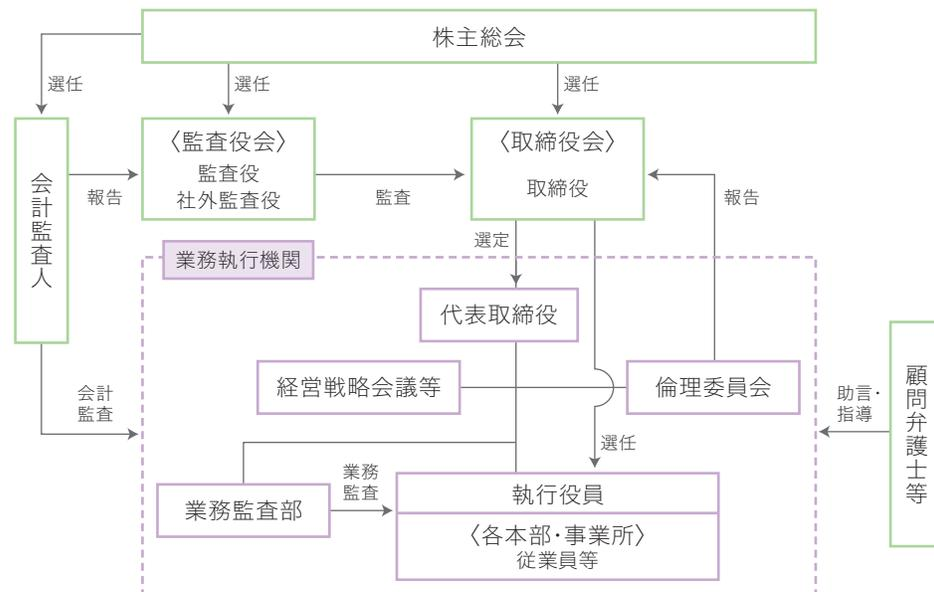 株主総会
選任
選任
選任
会計監査人
〈監査役会〉
監査役
社外監査役
〈取締役会〉
取締役
報告
監査
報告
選定
業務執行機関
代表取締役
経営戦略会議等
倫理委員会
会計
監査
助言・
指導
顧問弁護士等
選任
業務
監査
業務監査部
執行役員
〈各本部・事業所〉
従業員等